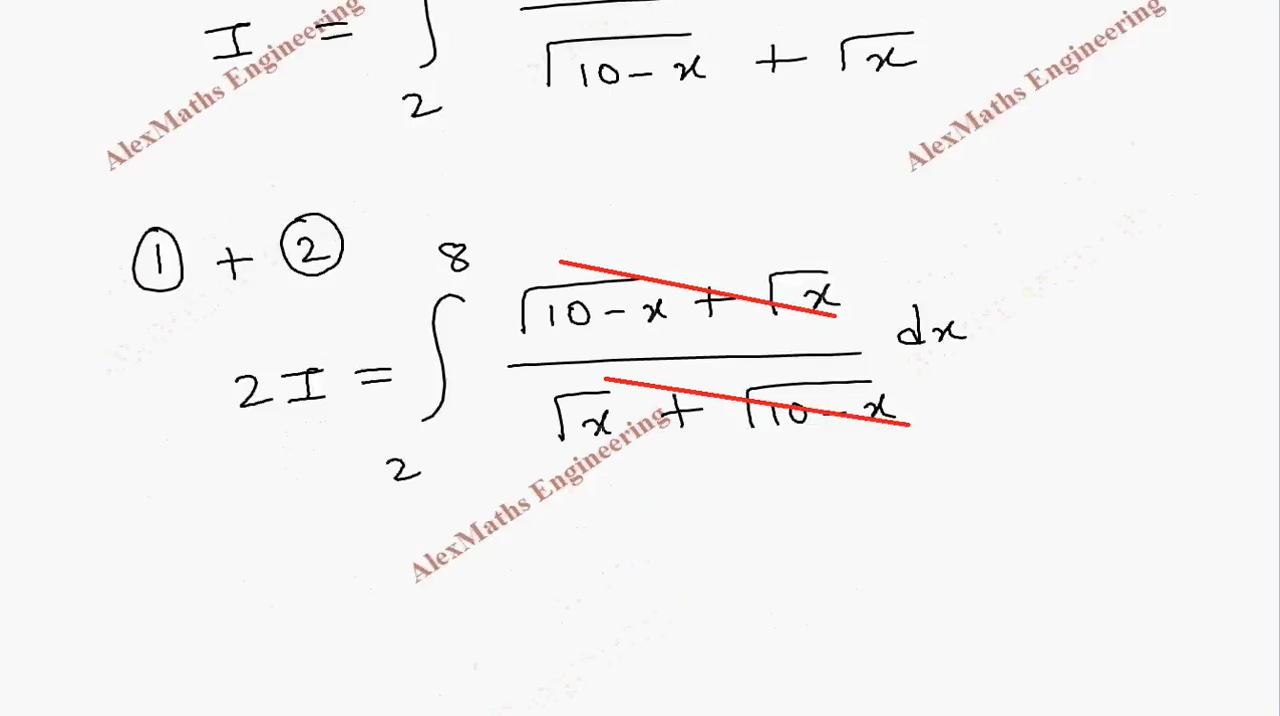 I = ∫ 2 √10-x + √x
① + ②
2I = ∫ 8 2 √10-x + √x / √x + √10-x dx
AlexMaths Engineering
AlexMaths Engineering
AlexMaths Engineering